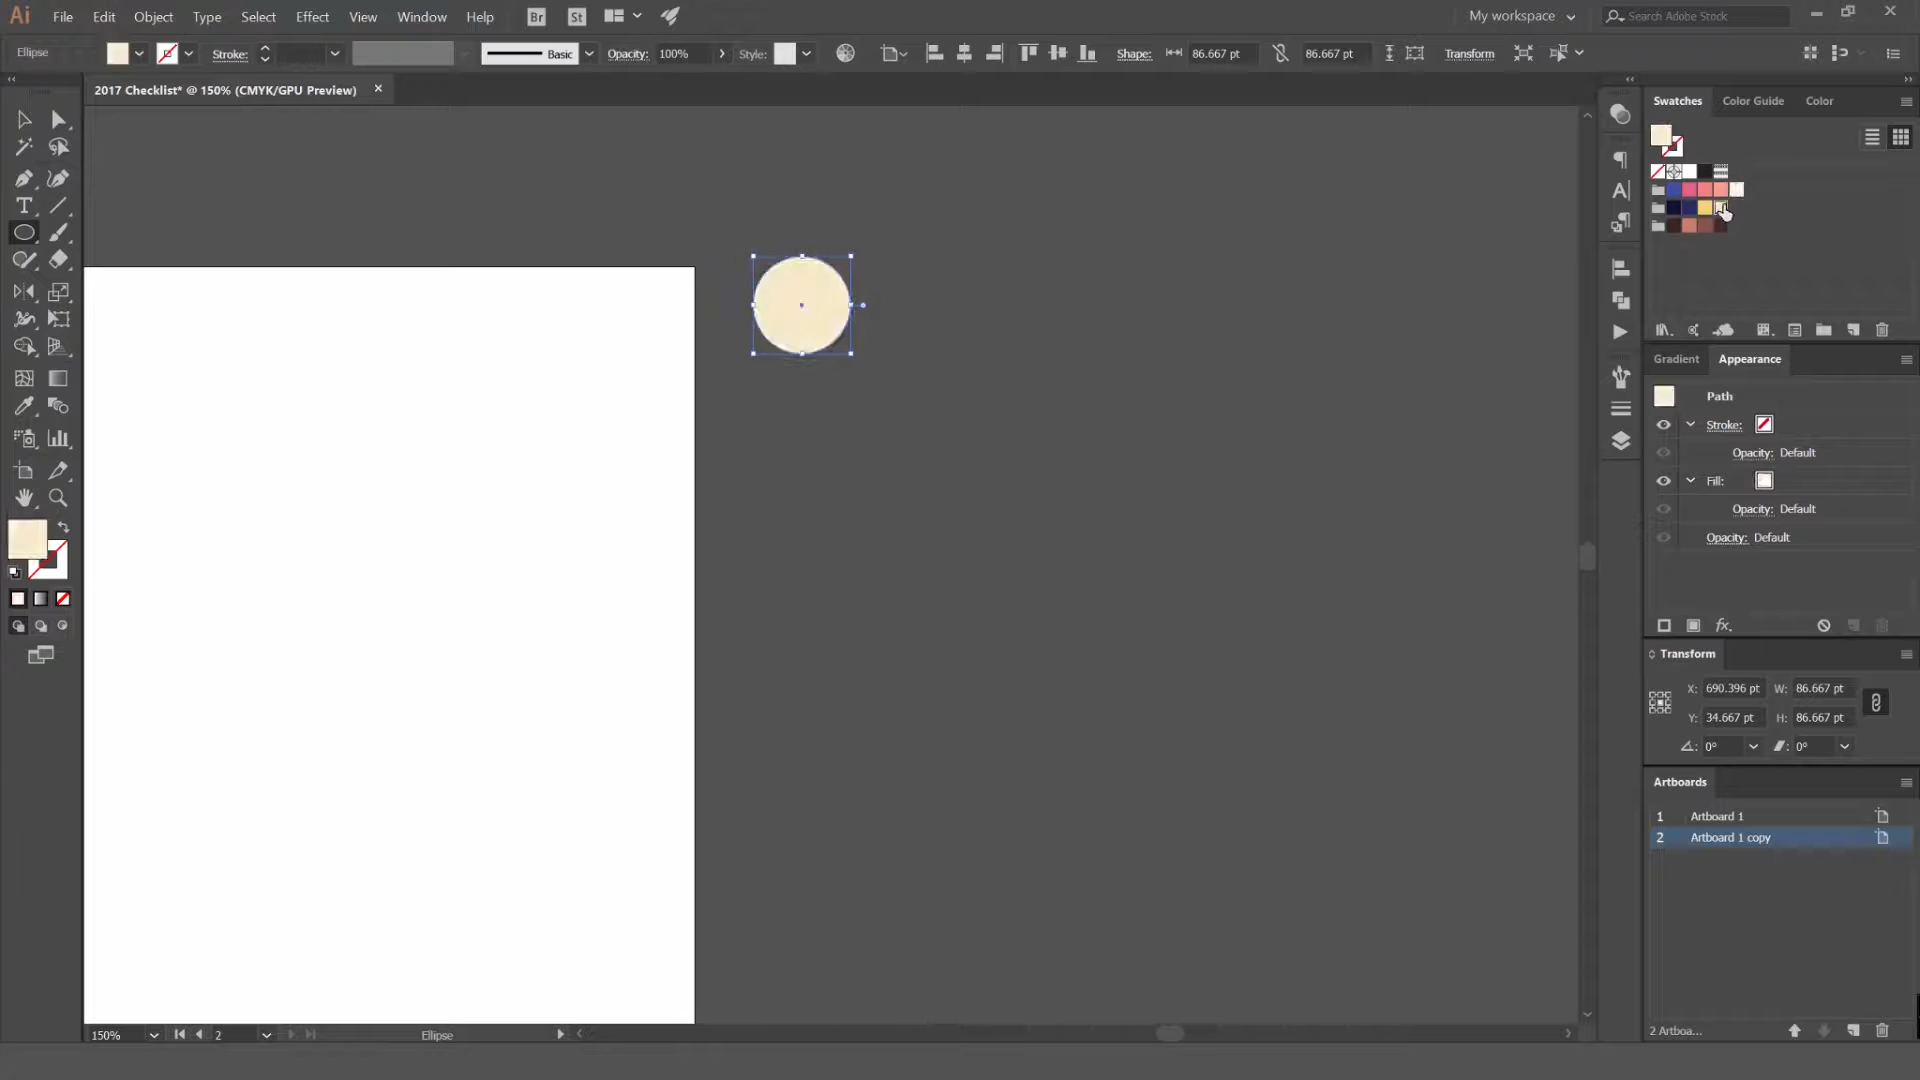 Ai File Edit Object Type Select Effect View Window Help Br St My workspace Search Adobe Stock
Ellipse Stroke: Basic Opacity: 100% Style: Shape: 86.667 pt 86.667 pt Transform
2017 Checklist* @ 150% (CMYK/GPU Preview)
Swatches Color Guide Color
Gradient Appearance
Path
Stroke:
Opacity: Default
Fill:
Opacity: Default
Opacity: Default
fx.
Transform
X: 690.396 pt W: 86.667 pt
Y: 34.667 pt H: 86.667 pt
0° 0°
Artboards
1 Artboard 1
2 Artboard 1 copy
150% 2 Ellipse
2 Artboa...